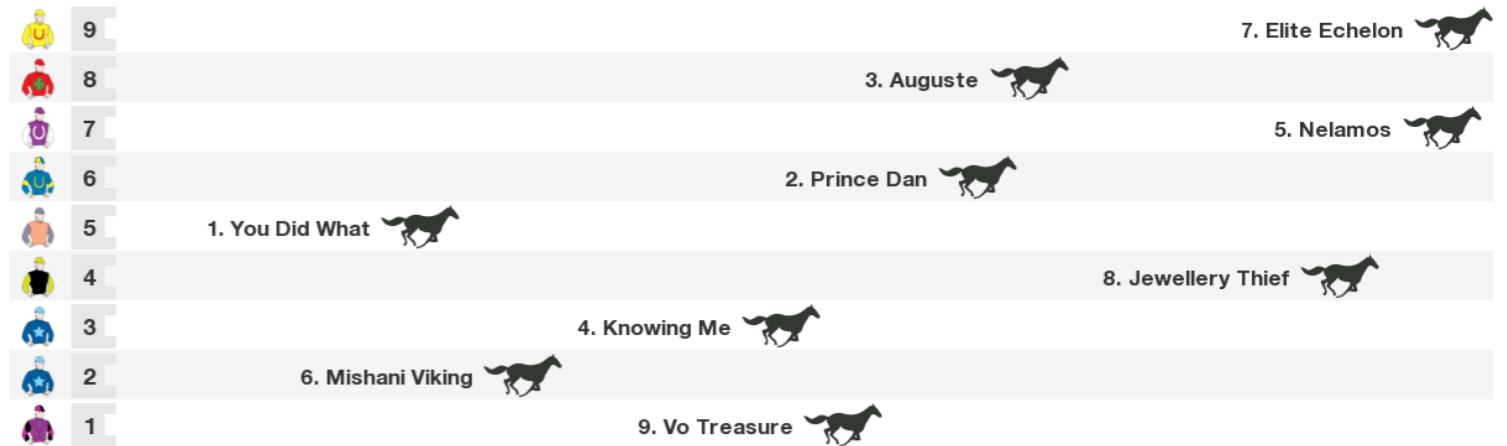 9 7. Elite Echelon
8 3. Auguste
7 5. Nelamos
6 2. Prince Dan
5 1. You Did What
4 8. Jewellery Thief
3 4. Knowing Me
2 6. Mishani Viking
1 9. Vo Treasure